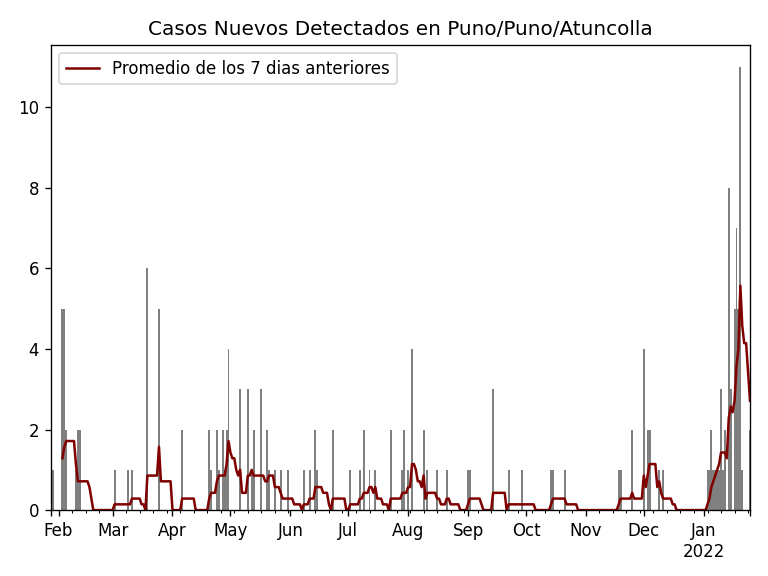 Casos Nuevos Detectados en Puno/Puno/Atuncolla
Promedio de los 7 dias anteriores
10
8
6
4
2
0
Feb Mar Apr May Jun Jul Aug Sep Oct Nov Dec Jan
2022